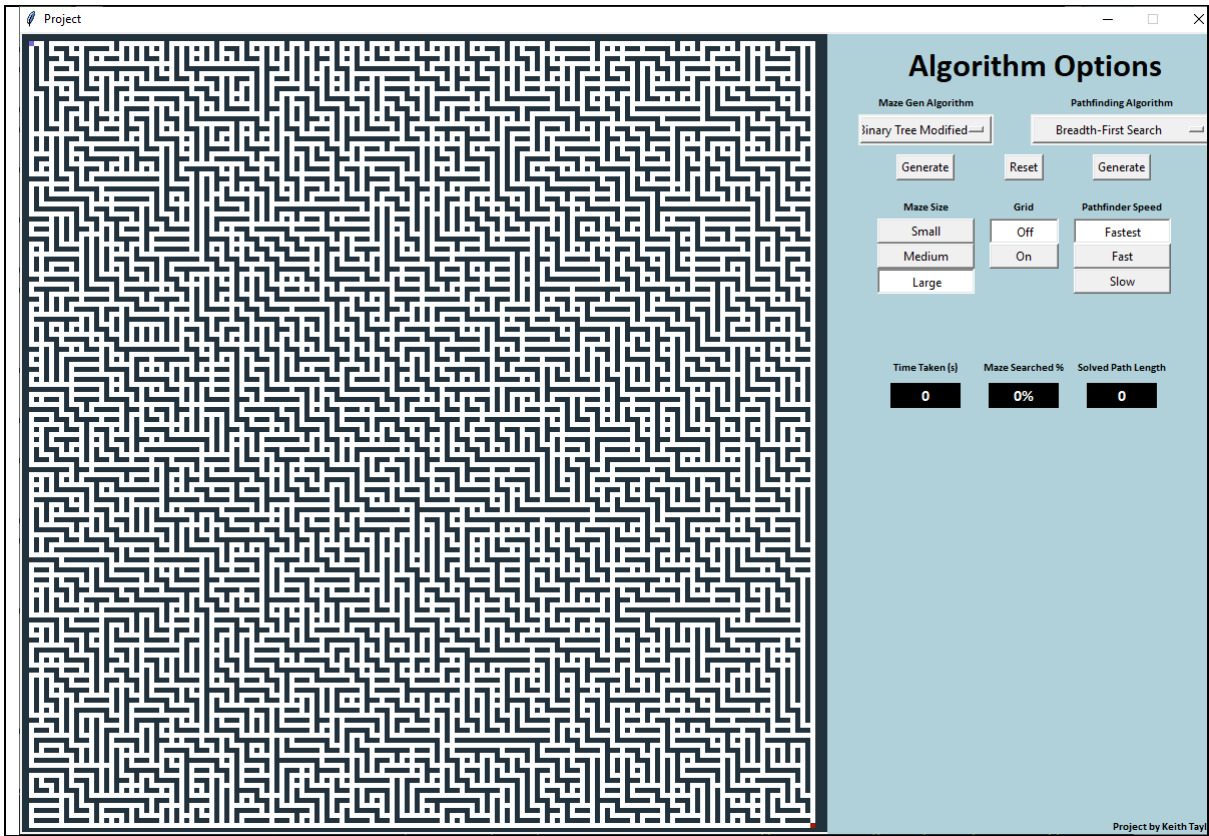 Project
Algorithm Options
Maze Gen Algorithm Pathfinding Algorithm
Binary Tree Modified Breadth-First Search
Generate Reset Generate
Maze Size Grid Pathfinder Speed
Small Off Fastest
Medium On Fast
Large Slow
Time Taken (s) Maze Searched % Solved Path Length
0 0% 0
Project by Keith Tayl